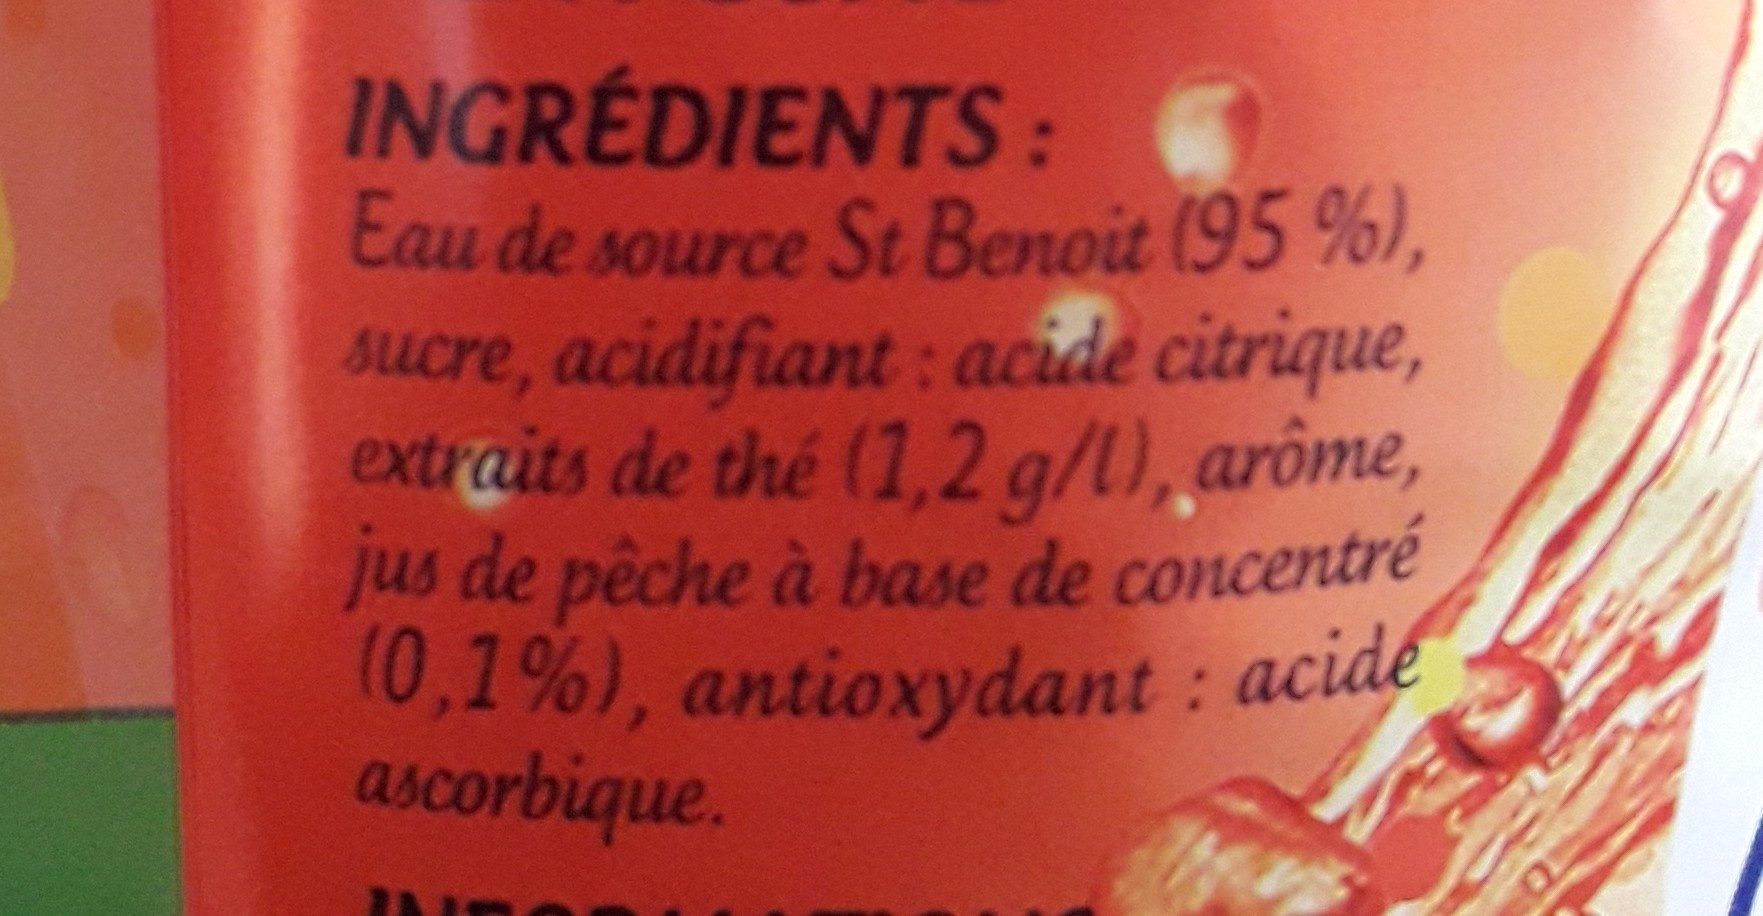 INGRÉDIENTS :
Eau de source St Benoit (95 %),
sucre, acidifiant : acide citrique,
extraits de thé (1,2 g/l), arôme,
jus de pêche à base de concentré
(0,1%), antioxydant : acide
ascorbique.